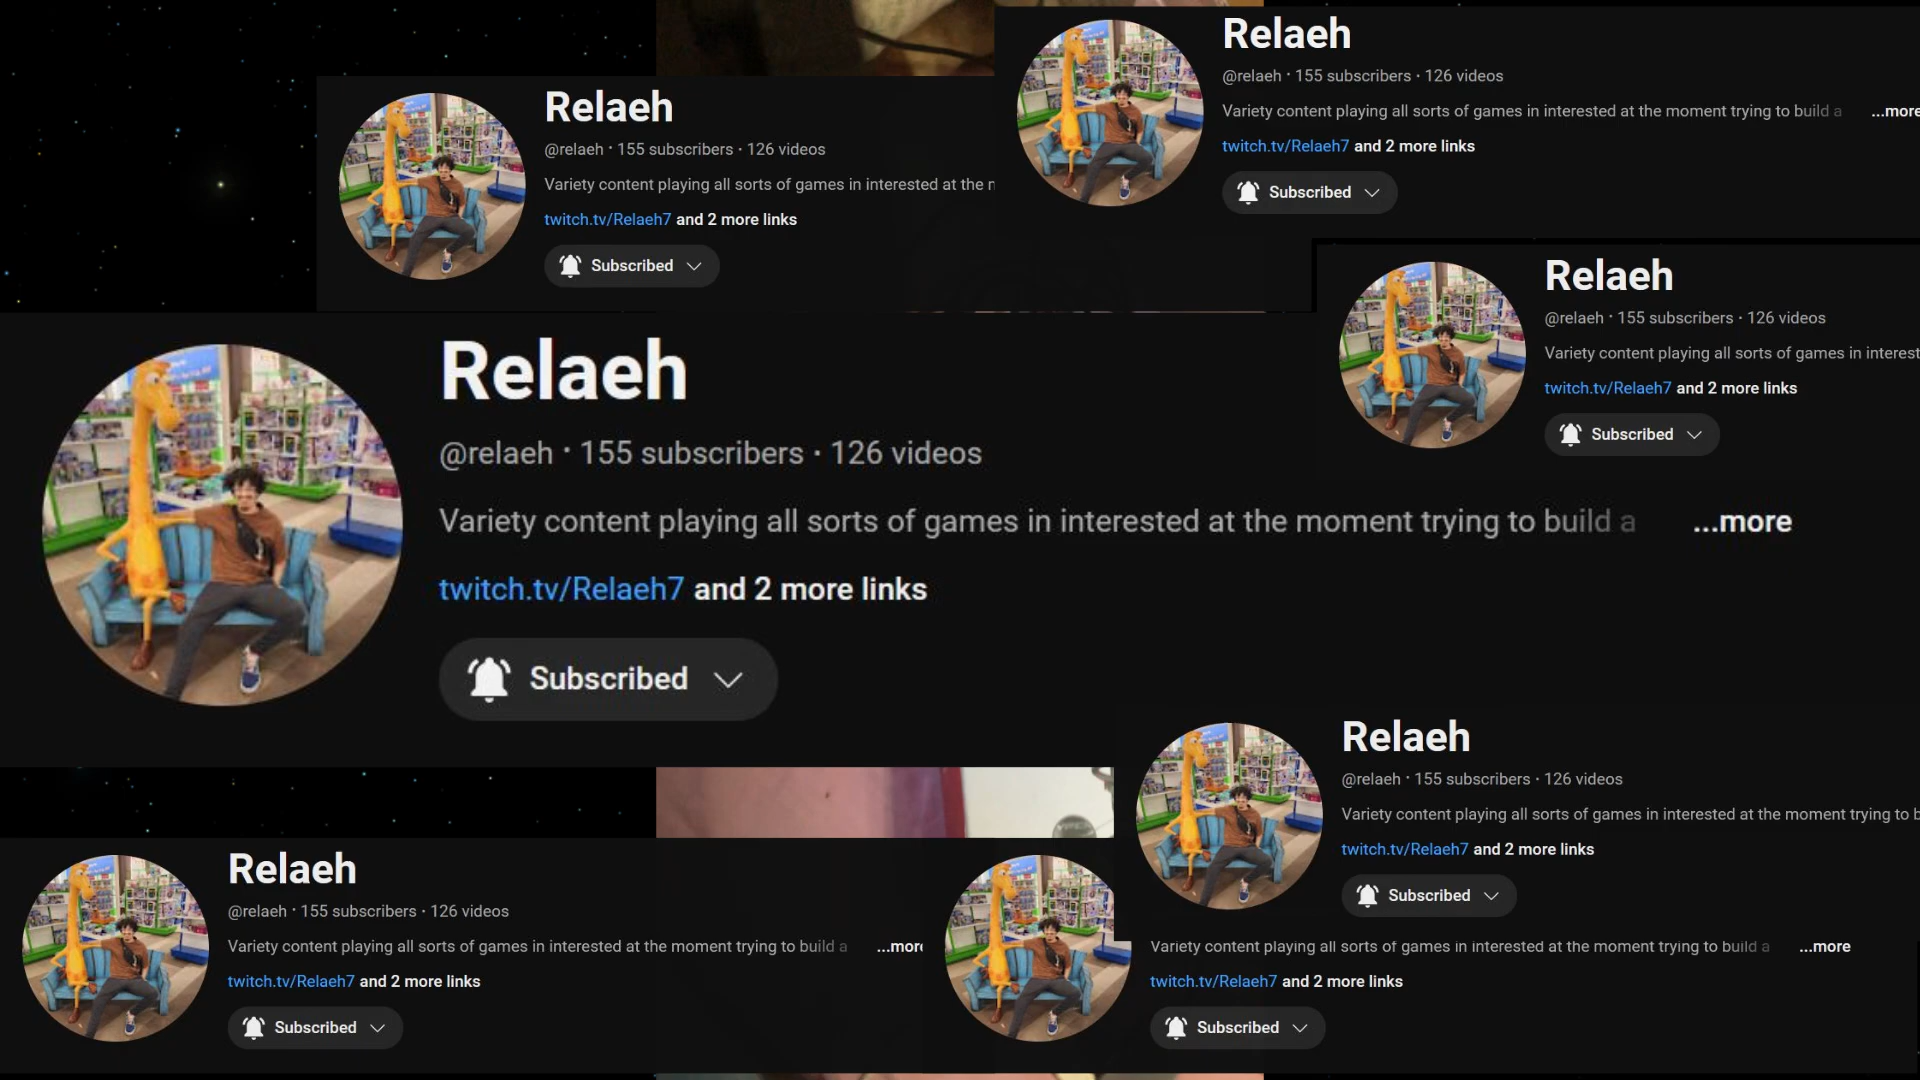 Relaeh
@relaeh · 155 subscribers · 126 videos
Variety content playing all sorts of games in interested at the moment trying to build a ...more
twitch.tv/Relaeh7 and 2 more links
Subscribed
Relaeh
@relaeh · 155 subscribers · 126 videos
Variety content playing all sorts of games in interested at the
twitch.tv/Relaeh7 and 2 more links
Subscribed
Relaeh
@relaeh · 155 subscribers · 126 videos
Variety content playing all sorts of games in interest
twitch.tv/Relaeh7 and 2 more links
Subscribed
Relaeh
@relaeh · 155 subscribers · 126 videos
Variety content playing all sorts of games in interested at the moment trying to build a ...more
twitch.tv/Relaeh7 and 2 more links
Subscribed
Relaeh
@relaeh · 155 subscribers · 126 videos
Variety content playing all sorts of games in interested at the moment trying to b
twitch.tv/Relaeh7 and 2 more links
Subscribed
Relaeh
@relaeh · 155 subscribers · 126 videos
Variety content playing all sorts of games in interested at the moment trying to build a ...more
twitch.tv/Relaeh7 and 2 more links
Subscribed
Variety content playing all sorts of games in interested at the moment trying to build a ...more
twitch.tv/Relaeh7 and 2 more links
Subscribed